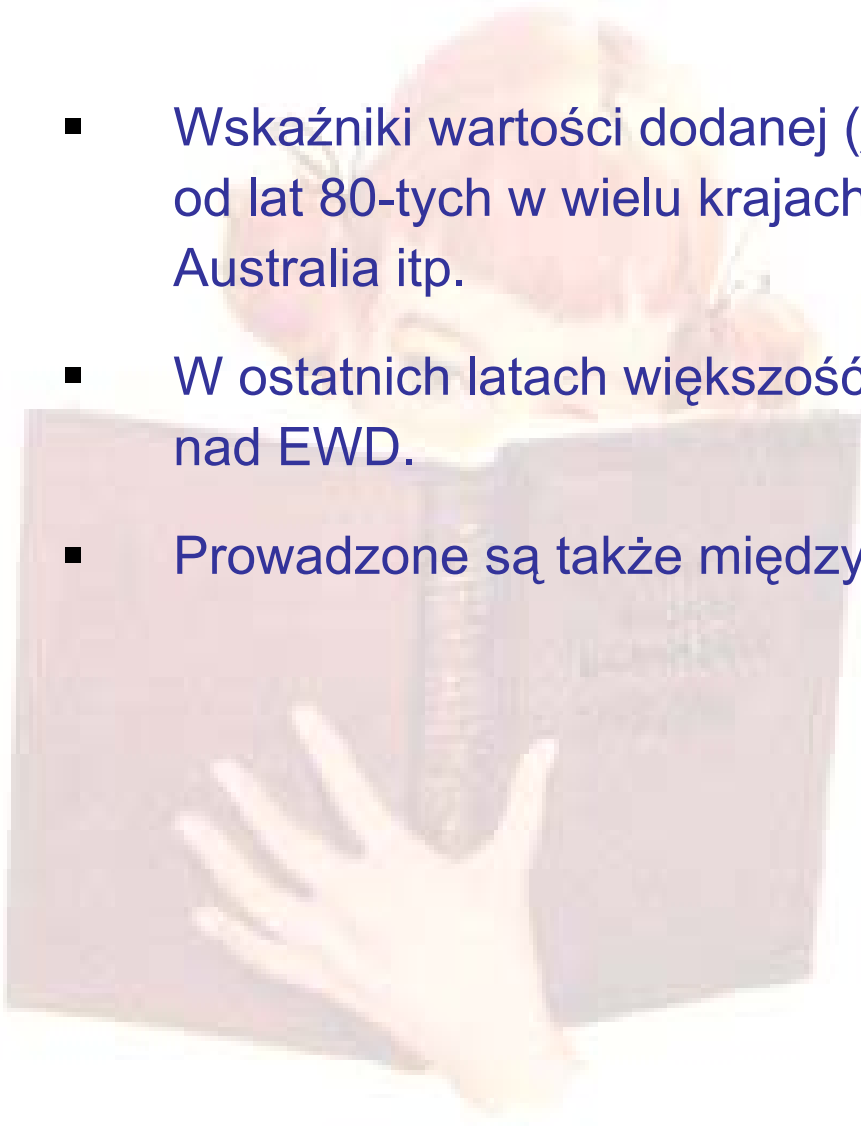 ▪ Wskaźniki wartości dodanej (
od lat 80-tych w wielu krajach
Australia itp.
▪ W ostatnich latach większość
nad EWD.
▪ Prowadzone są także między